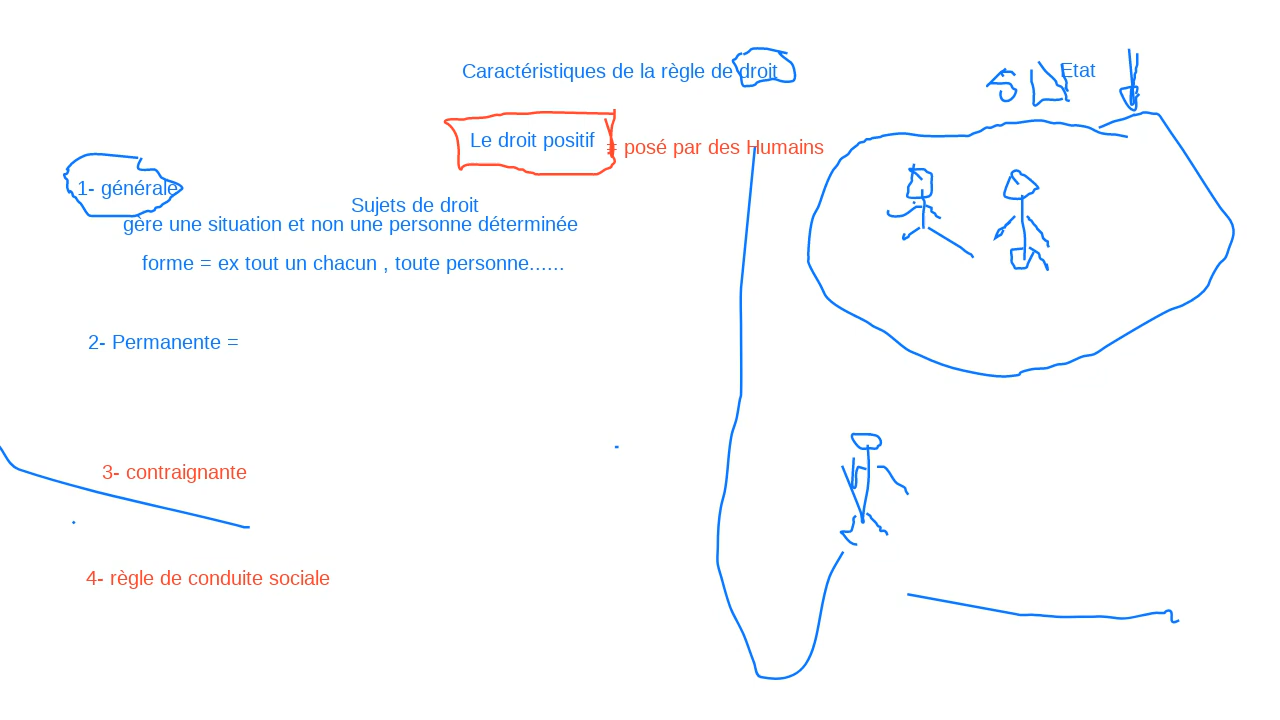 Caractéristiques de la règle de droit
Etat
Le droit positif
= posé par des Humains
1- générale
Sujets de droit
gère une situation et non une personne déterminée
forme = ex tout un chacun , toute personne......
2- Permanente =
3- contraignante
4- règle de conduite sociale